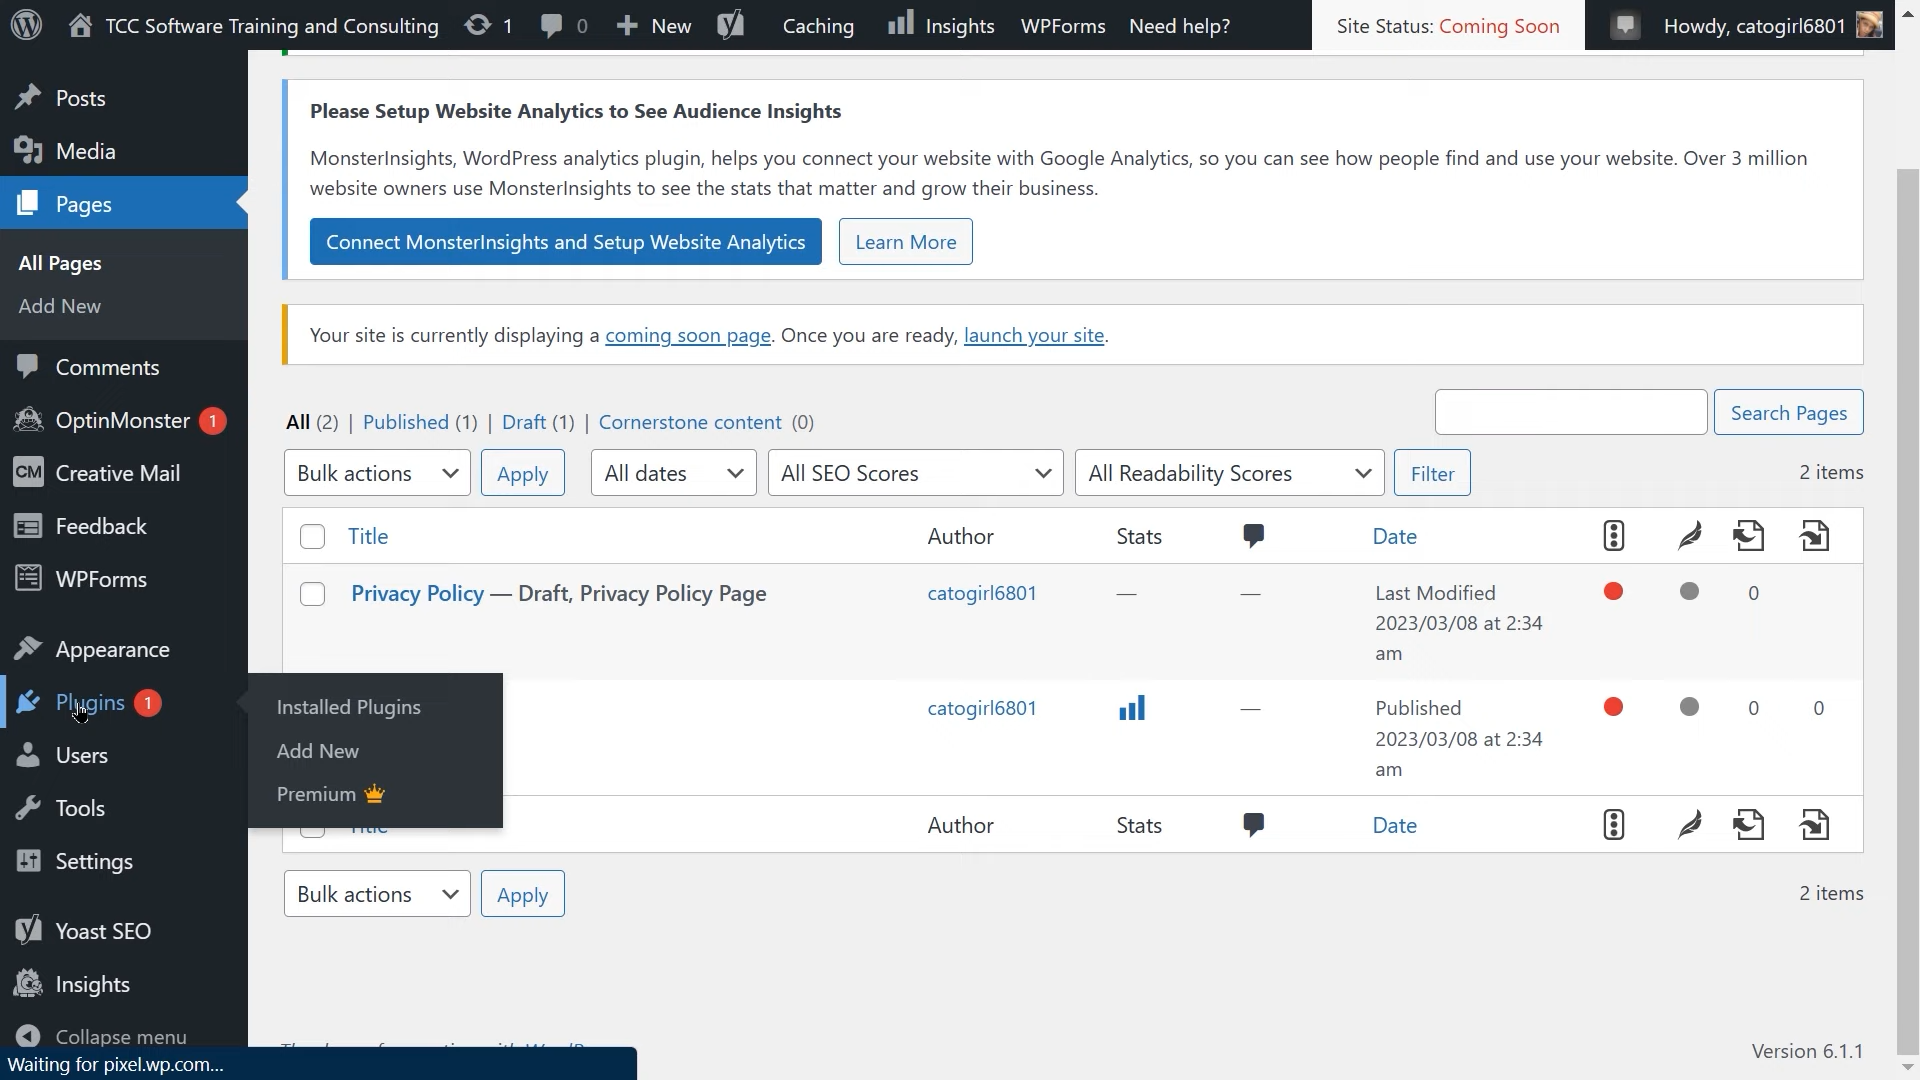 TCC Software Training and Consulting 1 0 New Caching Insights WPForms Need help? Site Status: Coming Soon Howdy, catogirl6801
Posts
Media
Pages
All Pages
Add New
Comments
OptinMonster 1
CM Creative Mail
Feedback
WPForms
Appearance
Plugins 1
Users
Tools
Settings
Yoast SEO
Insights
Collapse menu
Installed Plugins
Add New
Premium
Please Setup Website Analytics to See Audience Insights
MonsterInsights, WordPress analytics plugin, helps you connect your website with Google Analytics, so you can see how people find and use your website. Over 3 million
website owners use MonsterInsights to see the stats that matter and grow their business.
Connect MonsterInsights and Setup Website Analytics Learn More
Your site is currently displaying a coming soon page. Once you are ready, launch your site.
All (2) | Published (1) | Draft (1) | Cornerstone content (0)
Search Pages
Bulk actions Apply All dates All SEO Scores All Readability Scores Filter 2 items
Title Author Stats Date
Privacy Policy — Draft, Privacy Policy Page catogirl6801 — — Last Modified 0
2023/03/08 at 2:34
am
catogirl6801 — Published 0 0
2023/03/08 at 2:34
am
Title Author Stats Date
Bulk actions Apply 2 items
Version 6.1.1
Waiting for pixel.wp.com...